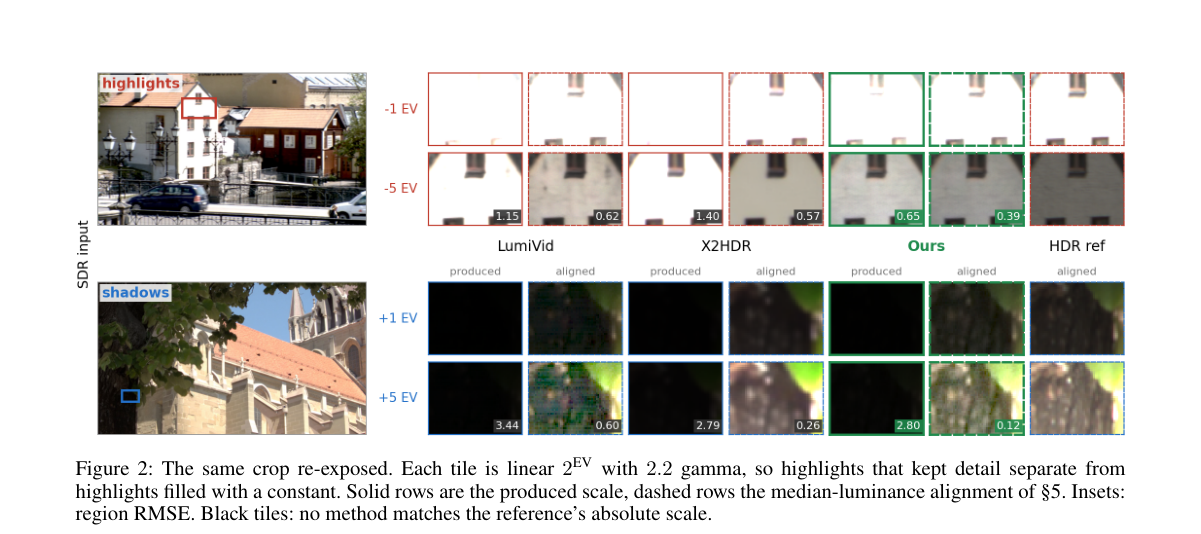 highlights
-1 EV
-5 EV
1.15
0.62
1.40
0.57
0.65
0.39
LumiVid
X2HDR
Ours
HDR ref
SDR input
produced
aligned
produced
aligned
produced
aligned
aligned
shadows
+1 EV
+5 EV
3.44
0.60
2.79
0.26
2.80
0.12
Figure 2: The same crop re-exposed. Each tile is linear 2^EV with 2.2 gamma, so highlights that kept detail separate from
highlights filled with a constant. Solid rows are the produced scale, dashed rows the median-luminance alignment of §5. Insets:
region RMSE. Black tiles: no method matches the reference's absolute scale.